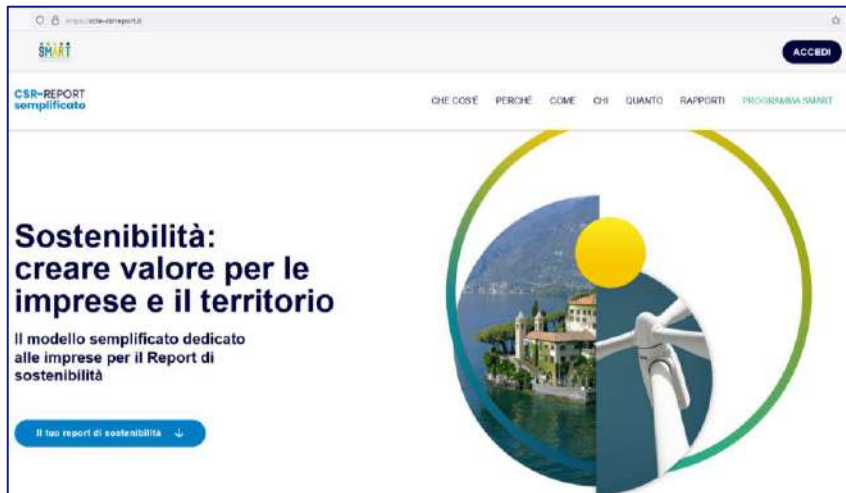 SMART
ACCEDI
CSR-REPORT
semplificato
CHE COS'È PERCHÉ COME CHI QUANTO RAPPORTI PROGRAMMA SMART
Sostenibilità:
creare valore per le
imprese e il territorio
Il modello semplificato dedicato
alle imprese per il Report di
sostenibilità
Il tuo report di sostenibilità